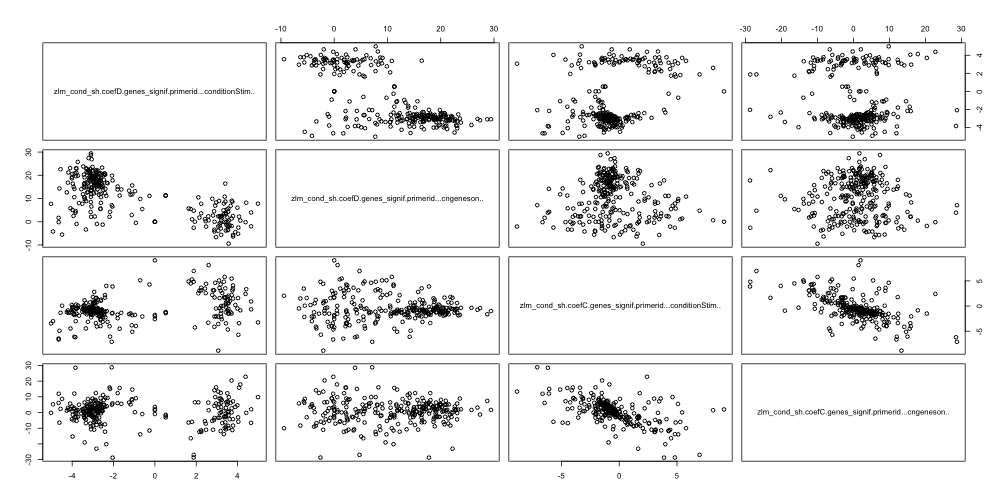 -10 0 10 20 30 -30 -20 -10 0 10 20 30
zlm_cond_sh.coefD.genes_signif.primerid...conditionStim..
-4 -2 0 2 4
-10 0 10 20 30
zlm_cond_sh.coefD.genes_signif.primerid...cngeneson..
zlm_cond_sh.coefC.genes_signif.primerid...conditionStim..
-5 0 5
-30 -10 0 10 20 30
zlm_cond_sh.coefC.genes_signif.primerid...cngeneson..
-4 -2 0 2 4 -5 0 5